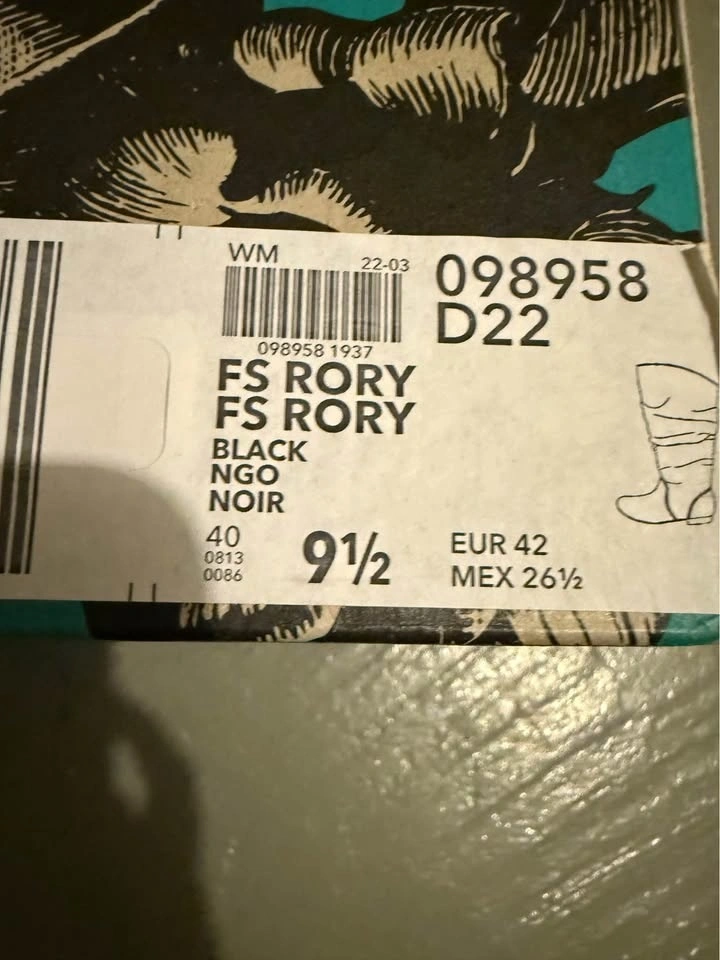 WM 22-03
098958 1937
098958
D22
FS RORY
FS RORY
BLACK
NGO
NOIR
40
0813
0086
9½
EUR 42
MEX 26½